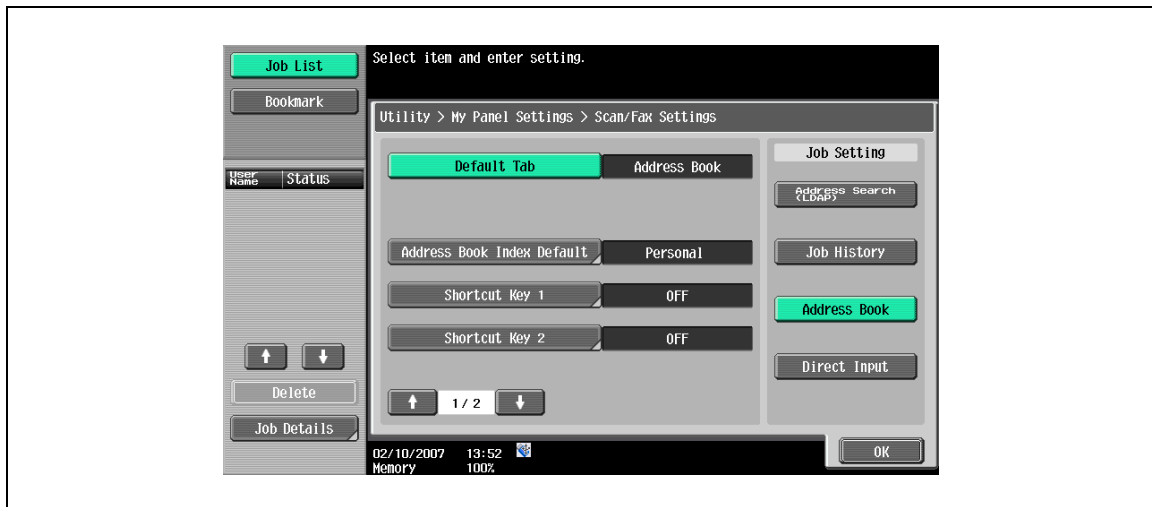 Job List
Bookmark
User Name Status
Delete
Job Details
Select item and enter setting.
Utility > My Panel Settings > Scan/Fax Settings
Default Tab Address Book
Address Book Index Default Personal
Shortcut Key 1 OFF
Shortcut Key 2 OFF
1/ 2
Job Setting
Address Search (LDAP)
Job History
Address Book
Direct Input
02/10/2007 13:52
Memory 100%
OK